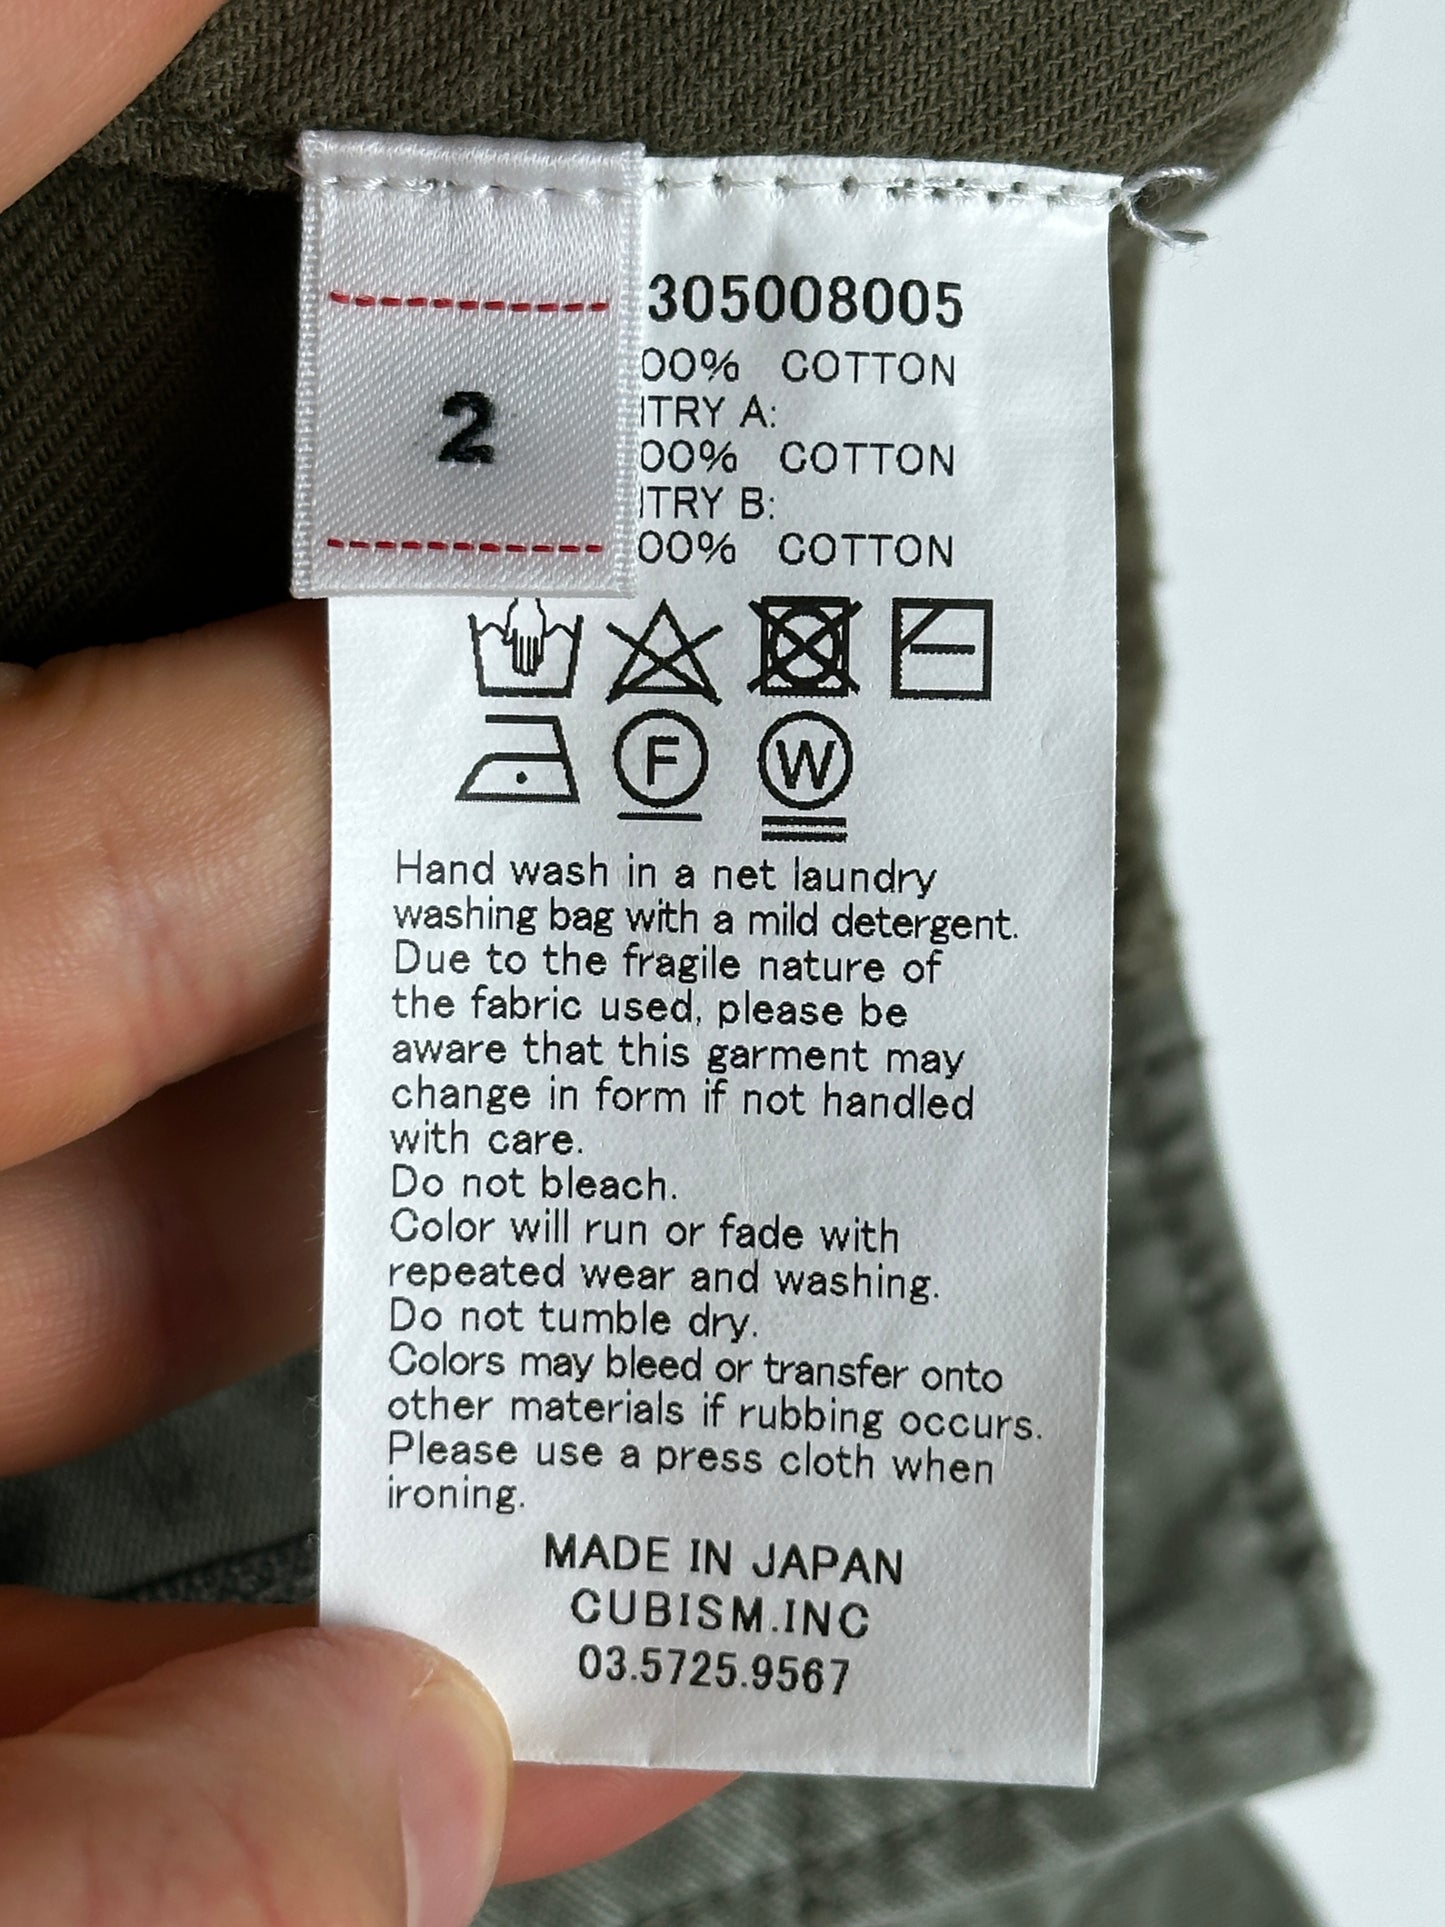 2
305008005
00% COTTON
TRY A:
00% COTTON
TRY B:
00% COTTON
F
W
Hand wash in a net laundry
washing bag with a mild detergent.
Due to the fragile nature of
the fabric used, please be
aware that this garment may
change in form if not handled
with care.
Do not bleach.
Color will run or fade with
repeated wear and washing.
Do not tumble dry.
Colors may bleed or transfer onto
other materials if rubbing occurs.
Please use a press cloth when
ironing.
MADE IN JAPAN
CUBISM.INC
03.5725.9567